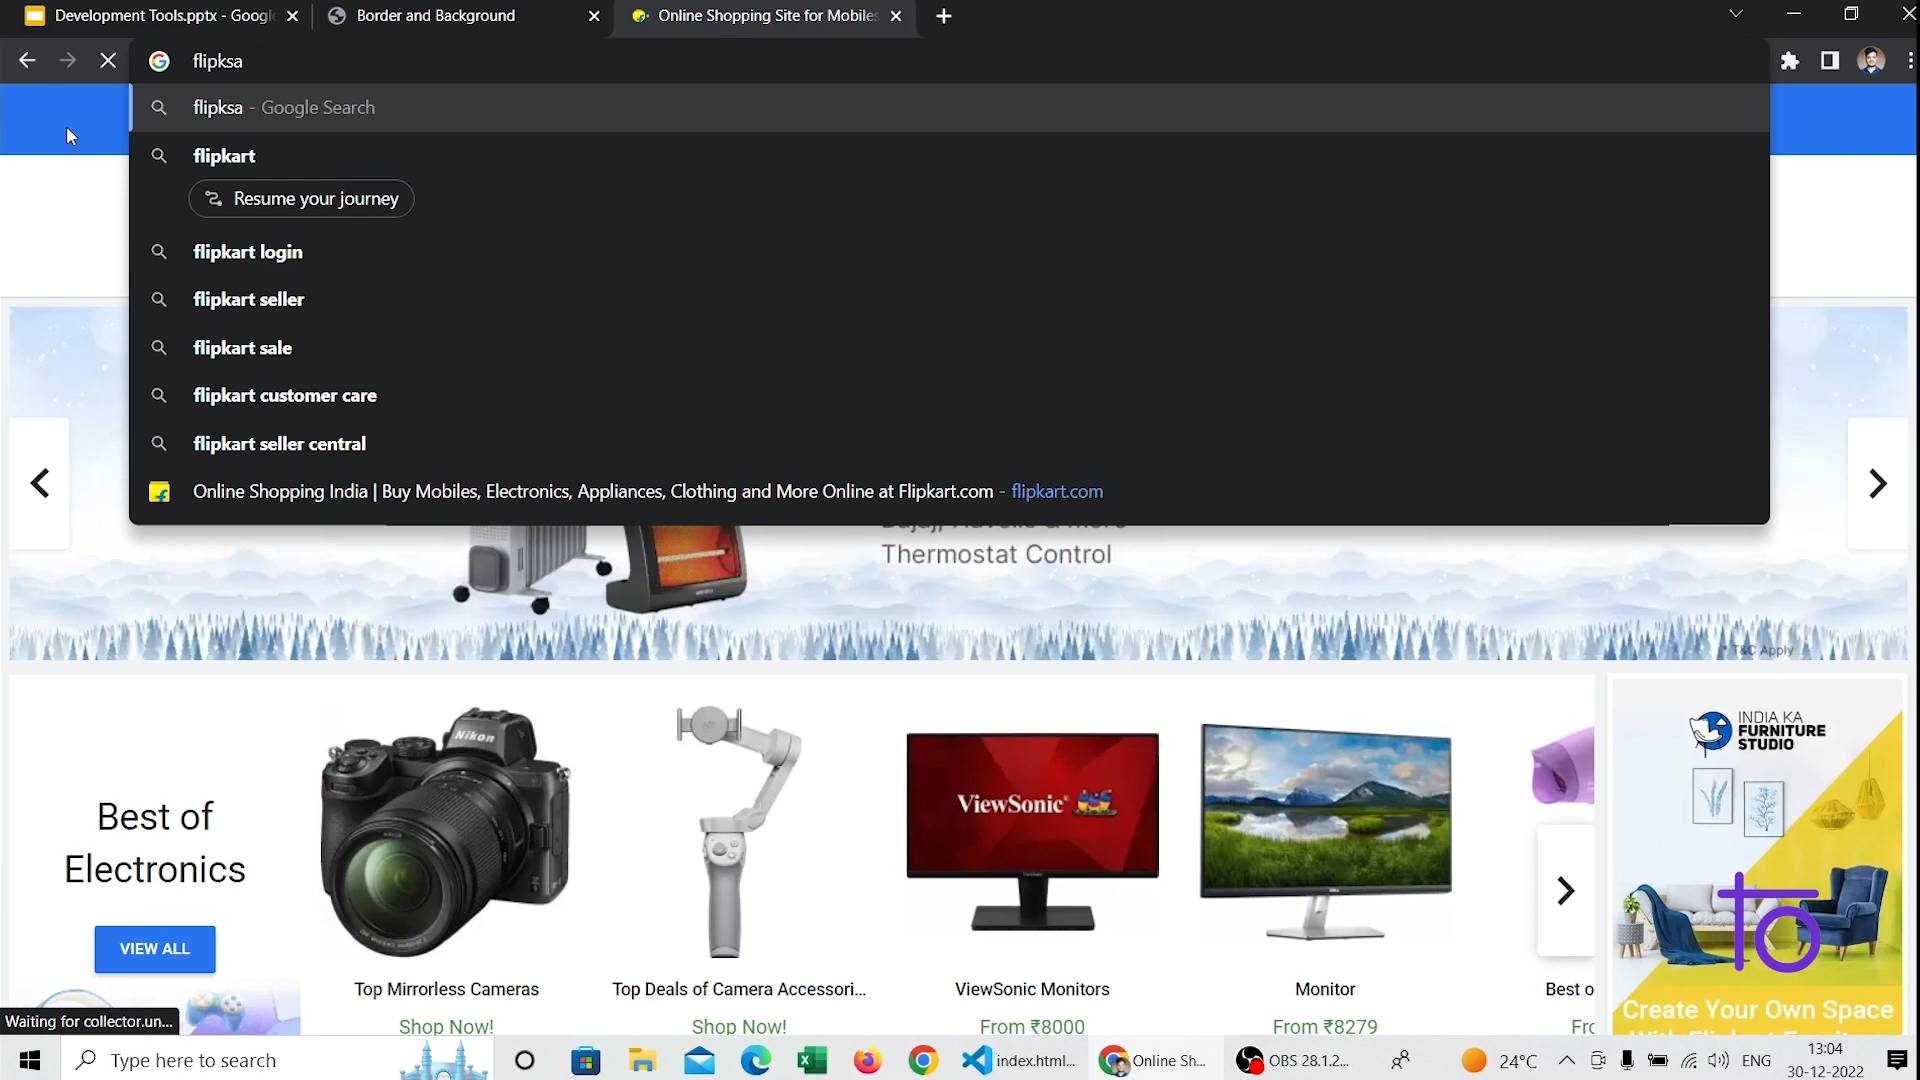 Development Tools.pptx - Googl
Border and Background
Online Shopping Site for Mobiles
flipksa
flipksa - Google Search
flipkart
Resume your journey
flipkart login
flipkart seller
flipkart sale
flipkart customer care
flipkart seller central
Online Shopping India | Buy Mobiles, Electronics, Appliances, Clothing and More Online at Flipkart.com - flipkart.com
Thermostat Control
T&C Apply
Best of
Electronics
VIEW ALL
Nikon
Top Mirrorless Cameras
Shop Now!
Top Deals of Camera Accessori...
Shop Now!
ViewSonic
ViewSonic Monitors
From ₹8000
Monitor
From ₹8279
Best o
Fro
INDIA KA
FURNITURE
STUDIO
to
Create Your Own Space
Waiting for collector.un...
Type here to search
index.html...
Online Sh...
OBS 28.1.2...
24°C
ENG
13:04
30-12-2022